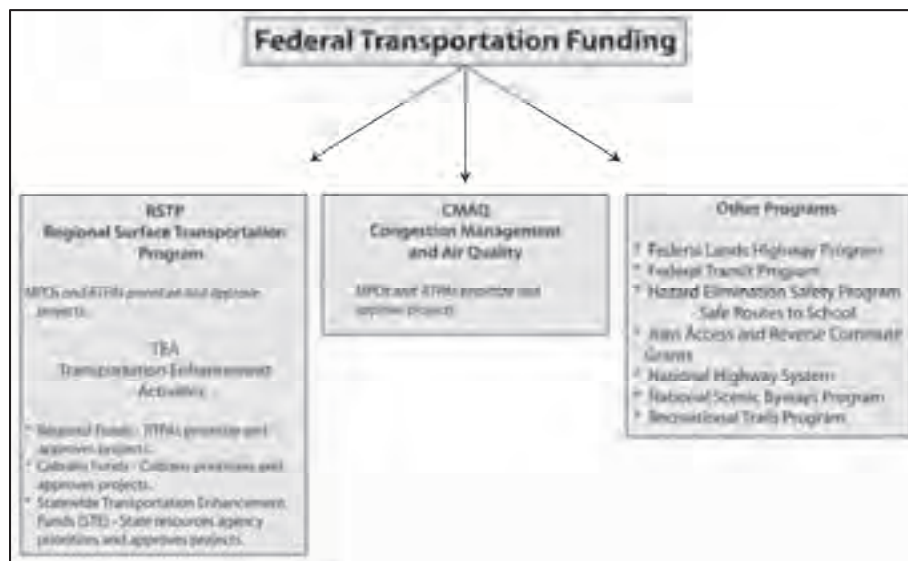 Federal Transportation Funding
RSTP
Regional Surface Transportation
Program
MPOs and RTPAs prioritize and approve
projects.
TEA
Transportation Enhancement
Activities
* Regional Funds - RTPAs prioritize and
approves projects.
* Caltrans Funds - Caltrans prioritizes and
approves projects.
* Statewide Transportation Enhancement
Funds (STE) - State resources agency
prioritizes and approves projects.
CMAQ
Congestion Management
and Air Quality
MPOs and RTPAs prioritize and
approve projects
Other Programs
* Federal Lands Highway Program
* Federal Transit Program
* Hazard Elimination Safety Program
Safe Routes to School
* Access and Reverse Commute
Grants
* National Highway System
* National Scenic Byways Program
* Recreational Trails Program